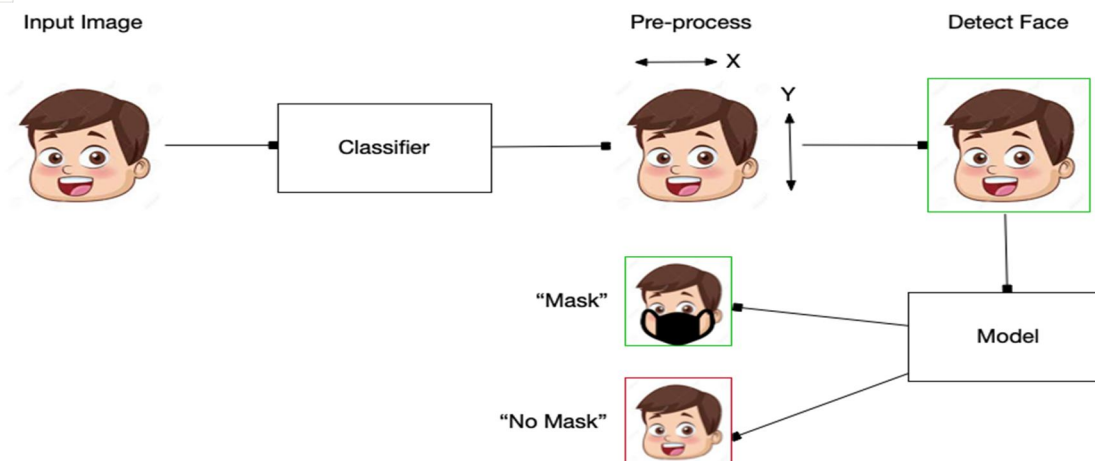 Input Image
Pre-process
Detect Face
X
Y
Classifier
“Mask”
Model
“No Mask”